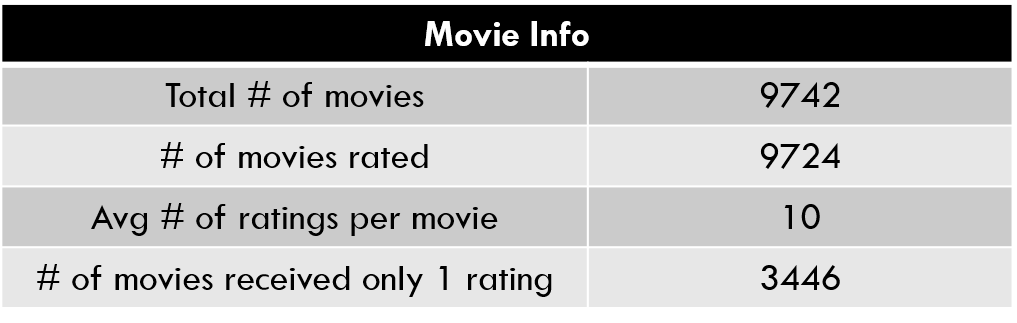 Movie Info
Total # of movies 9742
# of movies rated 9724
Avg # of ratings per movie 10
# of movies received only 1 rating 3446